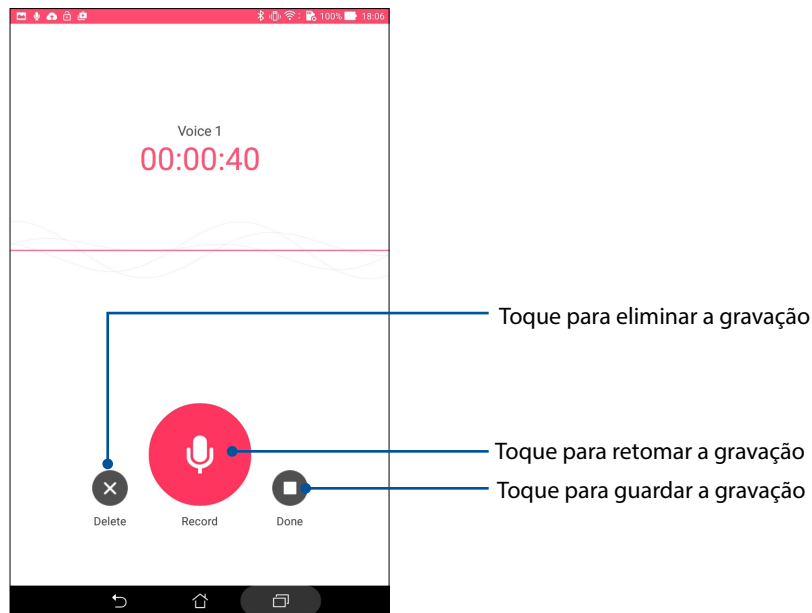 100% 18:06
Voice 1
00:00:40
Toque para eliminar a gravação
Toque para retomar a gravação
Toque para guardar a gravação
Delete Record Done